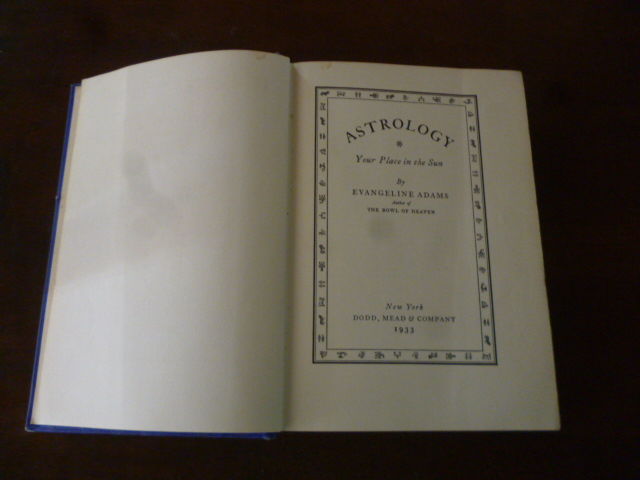 ASTROLOGY
Your Place in the Sun
By
EVANGELINE ADAMS
Author of
THE BOWL OF HEAVEN
New York
DODD, MEAD & COMPANY
1933